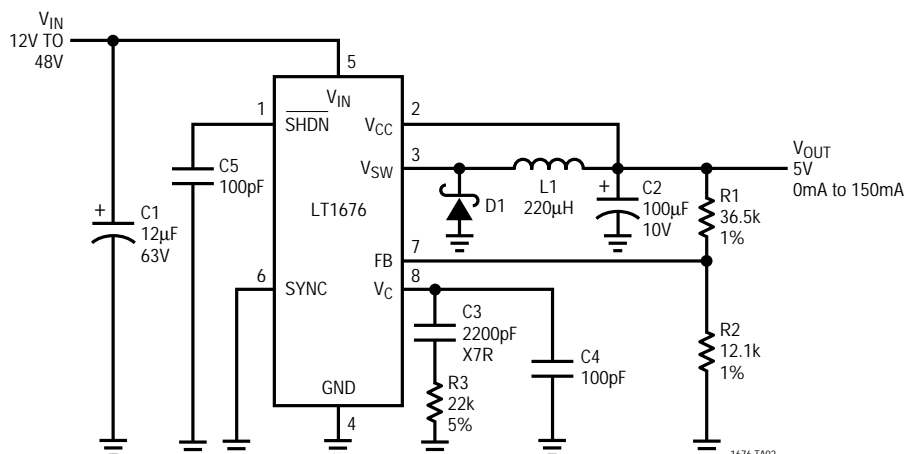 VIN
12V TO
48V
5
VIN
1
SHDN
2
VCC
3
VSW
LT1676
C5
100pF
+
C1
12µF
63V
D1
L1
220µH
+
C2
100µF
10V
VOUT
5V
0mA to 150mA
R1
36.5k
1%
7
FB
6
SYNC
8
VC
C3
2200pF
X7R
R3
22k
5%
C4
100pF
R2
12.1k
1%
GND
4
1676 TA02